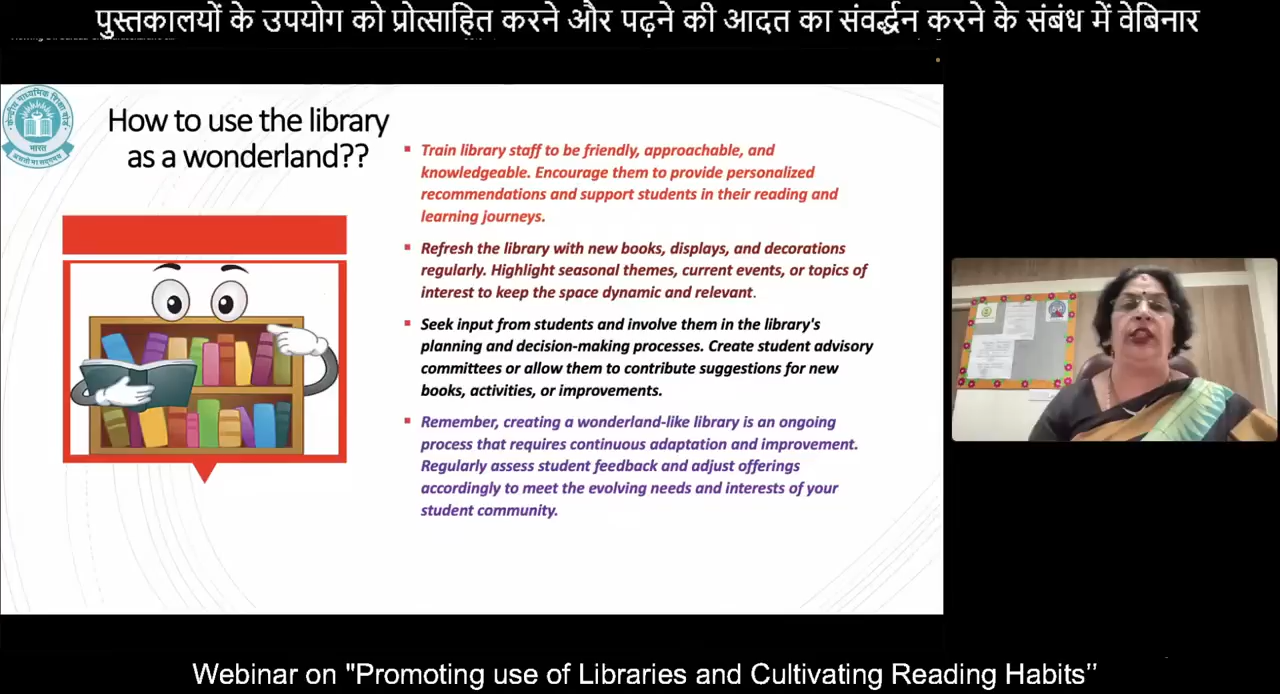 पुस्तकालयों के उपयोग को प्रोत्साहित करने और पढ़ने की आदत का संवर्द्धन करने के संबंध में वेबिनार
केन्द्रीय माध्यमिक शिक्षा बोर्ड
भारत
असतो मा सद्गमय
How to use the library
as a wonderland??
▪ Train library staff to be friendly, approachable, and
knowledgeable. Encourage them to provide personalized
recommendations and support students in their reading and
learning journeys.
▪ Refresh the library with new books, displays, and decorations
regularly. Highlight seasonal themes, current events, or topics of
interest to keep the space dynamic and relevant.
▪ Seek input from students and involve them in the library's
planning and decision-making processes. Create student advisory
committees or allow them to contribute suggestions for new
books, activities, or improvements.
▪ Remember, creating a wonderland-like library is an ongoing
process that requires continuous adaptation and improvement.
Regularly assess student feedback and adjust offerings
accordingly to meet the evolving needs and interests of your
student community.
Webinar on "Promoting use of Libraries and Cultivating Reading Habits’’